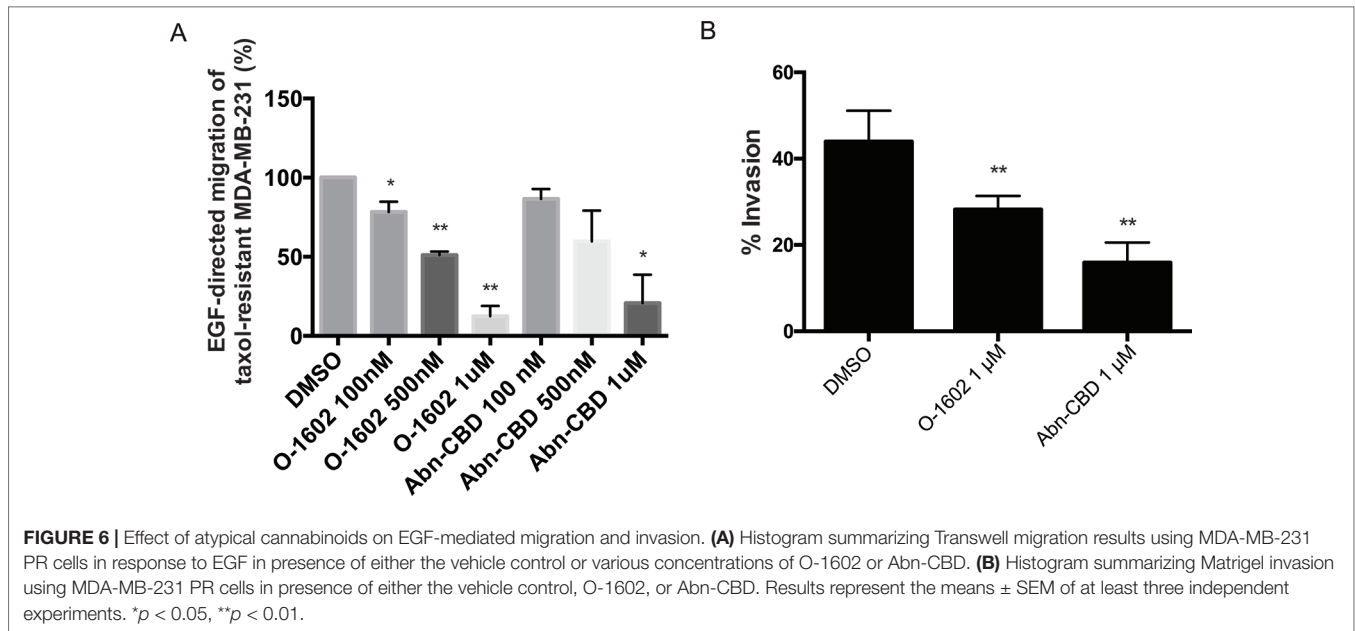 A
EGF-directed migration of
taxol-resistant MDA-MB-231 (%)
150
100
50
0
*
**
**
*
DMSO
O-1602 100nM
O-1602 500nM
O-1602 1uM
Abn-CBD 100 nM
Abn-CBD 500nM
Abn-CBD 1uM
B
% Invasion
60
40
20
0
**
**
DMSO
O-1602 1 µM
Abn-CBD 1 µM
FIGURE 6 | Effect of atypical cannabinoids on EGF-mediated migration and invasion. (A) Histogram summarizing Transwell migration results using MDA-MB-231
PR cells in response to EGF in presence of either the vehicle control or various concentrations of O-1602 or Abn-CBD. (B) Histogram summarizing Matrigel invasion
using MDA-MB-231 PR cells in presence of either the vehicle control, O-1602, or Abn-CBD. Results represent the means ± SEM of at least three independent
experiments. *p < 0.05, **p < 0.01.